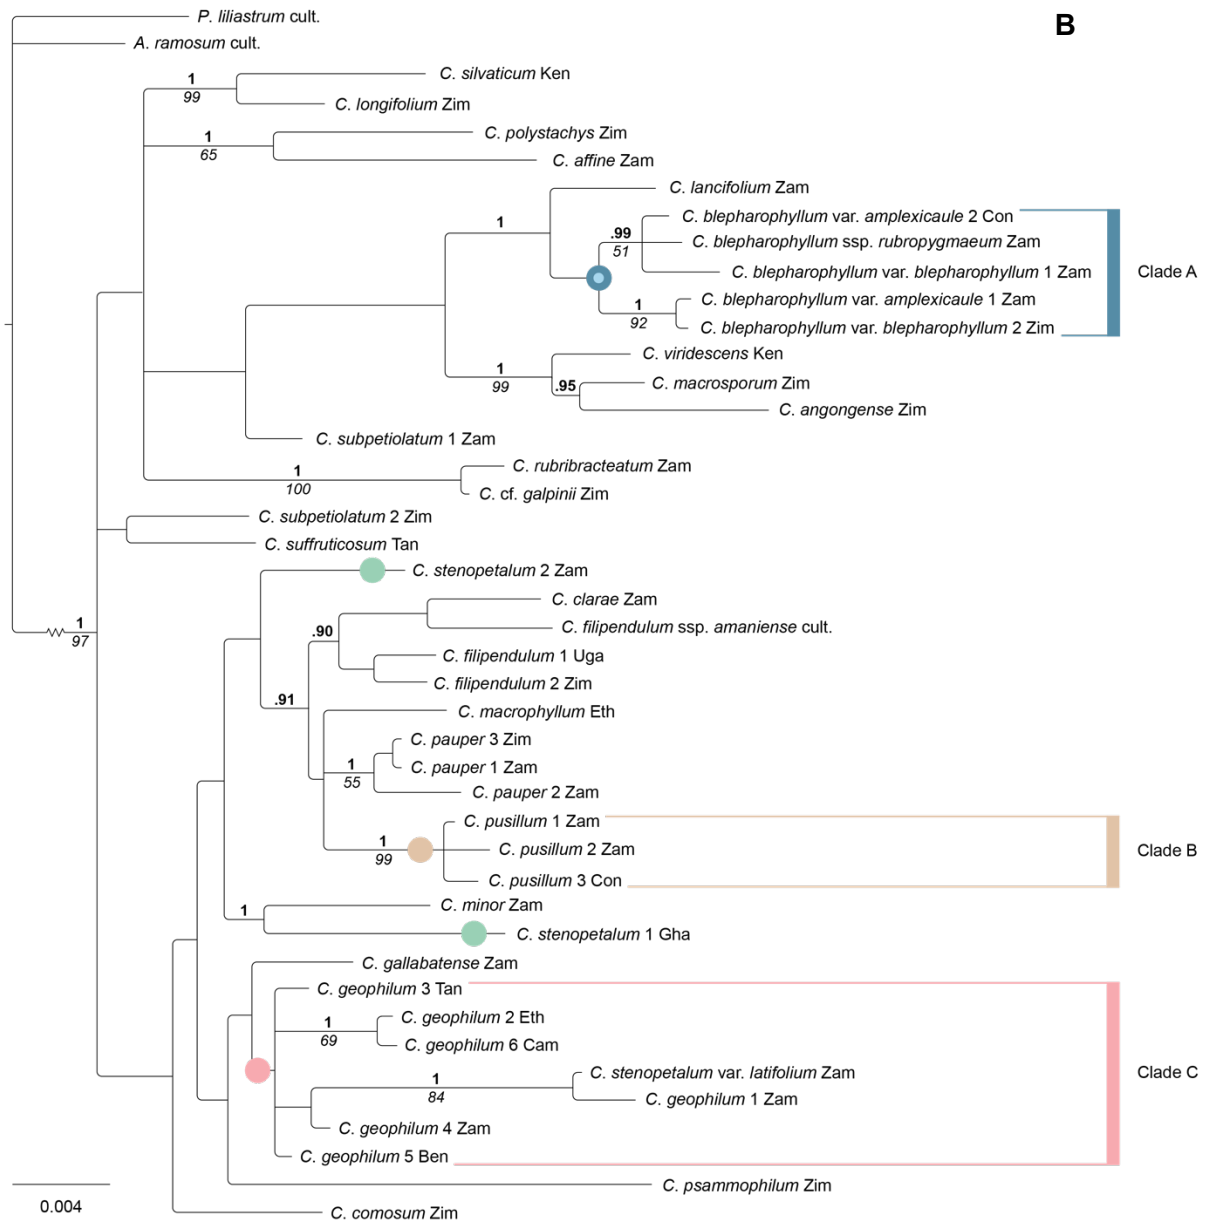 B
P. liliastrum cult.
A. ramosum cult.
1
99
C. silvaticum Ken
C. longifolium Zim
1
65
C. polystachys Zim
C. affine Zam
C. lancifolium Zam
1
.99
51
C. blepharophyllum var. amplexicaule 2 Con
C. blepharophyllum ssp. rubropygmaeum Zam
C. blepharophyllum var. blepharophyllum 1 Zam
Clade A
1
92
C. blepharophyllum var. amplexicaule 1 Zam
C. blepharophyllum var. blepharophyllum 2 Zim
C. viridescens Ken
1
99
.95
C. macrosporum Zim
C. angongense Zim
C. subpetiolatum 1 Zam
1
100
C. rubribracteatum Zam
C. cf. galpinii Zim
C. subpetiolatum 2 Zim
C. suffruticosum Tan
1
97
C. stenopetalum 2 Zam
C. clarae Zam
C. filipendulum ssp. amaniense cult.
.90
C. filipendulum 1 Uga
C. filipendulum 2 Zim
.91
C. macrophyllum Eth
C. pauper 3 Zim
1
55
C. pauper 1 Zam
C. pauper 2 Zam
C. pusillum 1 Zam
1
99
C. pusillum 2 Zam
Clade B
C. pusillum 3 Con
1
C. minor Zam
C. stenopetalum 1 Gha
C. gallabatense Zam
C. geophilum 3 Tan
1
69
C. geophilum 2 Eth
C. geophilum 6 Cam
C. stenopetalum var. latifolium Zam
Clade C
1
84
C. geophilum 1 Zam
C. geophilum 4 Zam
C. geophilum 5 Ben
C. psammophilum Zim
0.004
C. comosum Zim